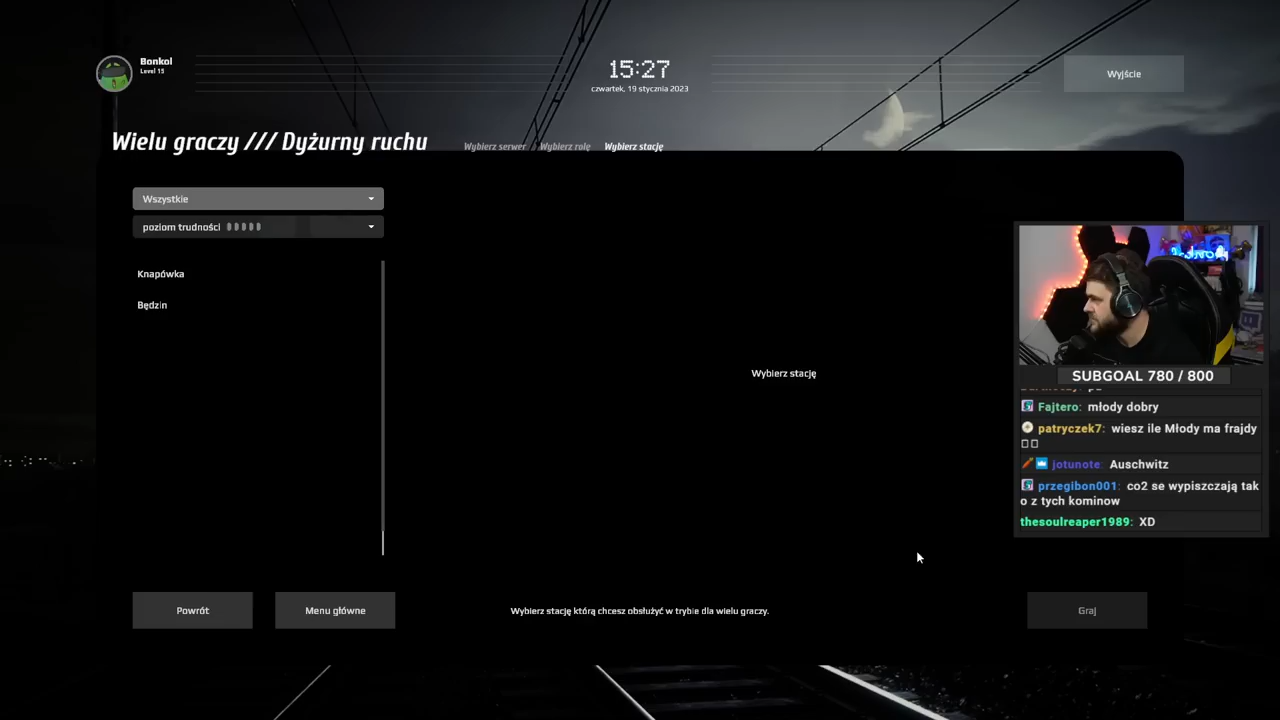 Bonkol
Level 15
15:27
czwartek, 19 stycznia 2023
Wyjście
Wielu graczy /// Dyżurny ruchu
Wybierz serwer
Wybierz rolę
Wybierz stację
Wszystkie
poziom trudności
Knapówka
Będzin
Wybierz stację
SUBGOAL 780 / 800
Fajtero: młody dobry
patryczek7: wiesz ile Młody ma frajdy
jotunote: Auschwitz
przegibon001: co2 se wypiszczają tak
o z tych kominow
thesoulreaper1989: XD
Powrót
Menu główne
Wybierz stację którą chcesz obsłużyć w trybie dla wielu graczy.
Graj